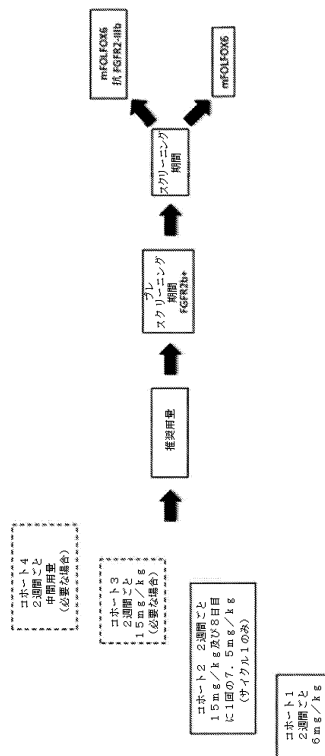 コホート4
2週間ごと
中間用量
(必要な場合)
コホート3
2週間ごと
15mg/kg
(必要な場合)
コホート2 2週間ごと
15mg/kg及び8日目
に1回の7.5mg/kg
(サイクル1のみ)
コホート1
2週間ごと
6mg/kg
推奨用量
プレ
スクリーニング
期間
FGFR2b+
スクリーニング
期間
mFOLFOX6
抗FGFR2-IIIb
mFOLFOX6